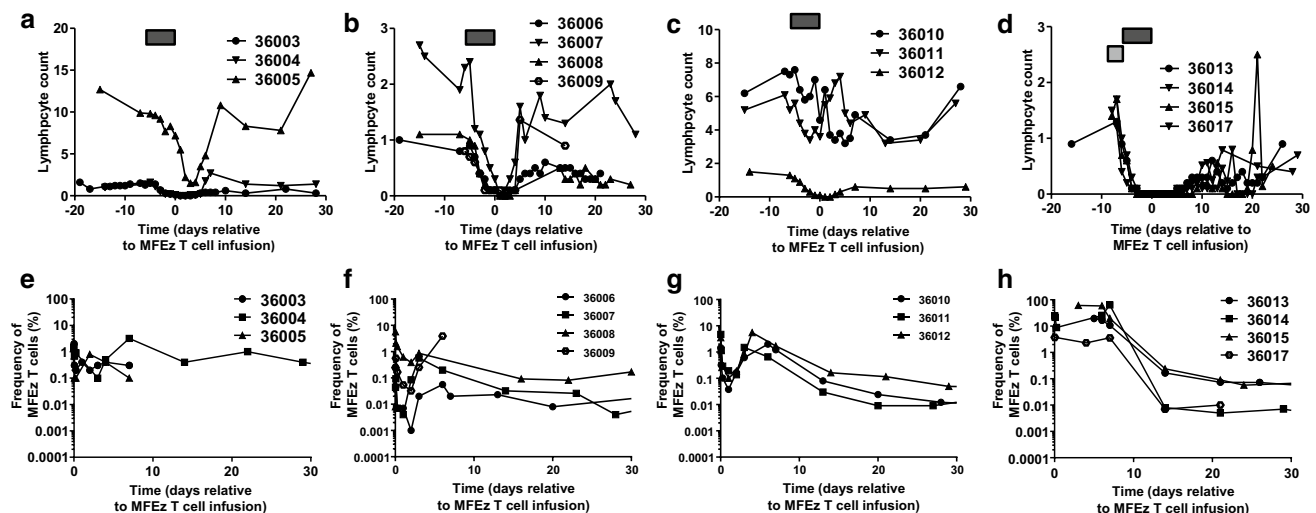 a
20
15
10
5
0
Lymphpcyte count
36003
36004
36005
-20 -10 0 10 20 30
Time (days relative
to MFEz T cell infusion)
b
3
2
1
0
Lymphpcyte count
36006
36007
36008
36009
-20 -10 0 10 20 30
Time (days relative
to MFEz T cell infusion)
c
10
8
6
4
2
0
Lymphpcyte count
36010
36011
36012
-20 -10 0 10 20 30
Time (days relative
to MFEz T cell infusion)
d
3
2
1
0
Lymphpcyte count
36013
36014
36015
36017
-20 -10 0 10 20 30
Time (days relative to
MFEz T cell infusion)
e
100
10
1
0.1
0.01
0.001
0.0001
Frequency of
MFEz T cells (%)
36003
36004
36005
0 10 20 30
Time (days relative
to MFEz T cell infusion)
f
100
10
1
0.1
0.01
0.001
0.0001
Frequency of
MFEz T cells (%)
36006
36007
36008
36009
0 10 20 30
Time (days relative
to MFEz T cell infusion)
g
100
10
1
0.1
0.01
0.001
0.0001
Frequency of
MFEz T cells (%)
36010
36011
36012
0 10 20 30
Time (days relative
to MFEz T cell infusion)
h
100
10
1
0.1
0.01
0.001
0.0001
Frequency of
MFEz T cells (%)
36013
36014
36015
36017
0 10 20 30
Time (days relative
to MFEz T cell infusion)